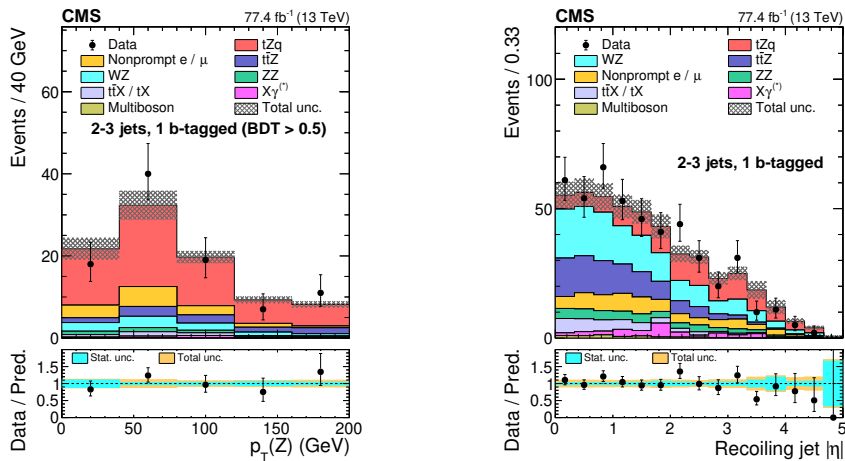 CMS 77.4 fb⁻¹ (13 TeV)
Events / 40 GeV
60
40
20
0
Data
tZq
Nonprompt e / μ
tt̄Z
WZ
ZZ
tt̄X / tX
Xγ(*)
Multiboson
Total unc.
2-3 jets, 1 b-tagged (BDT > 0.5)
Data / Pred.
1.5
1
0.5
0
Stat. unc. Total unc.
0 50 100 150 200
p_T(Z) (GeV)
CMS 77.4 fb⁻¹ (13 TeV)
Events / 0.33
100
50
0
Data
tZq
WZ
tt̄Z
Nonprompt e / μ
ZZ
tt̄X / tX
Xγ(*)
Multiboson
Total unc.
2-3 jets, 1 b-tagged
Data / Pred.
1.5
1
0.5
0
Stat. unc. Total unc.
0 1 2 3 4 5
Recoiling jet |η|